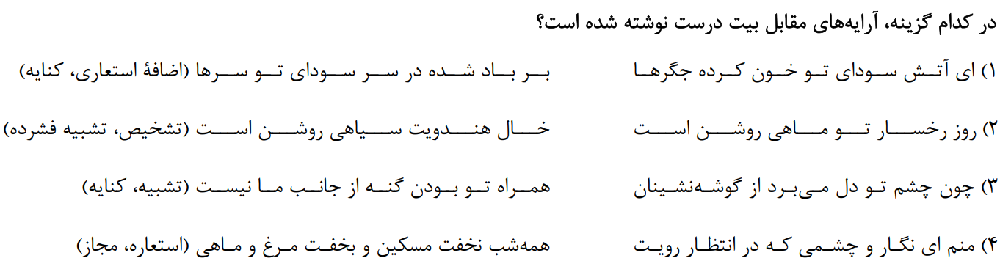 در کدام گزینه، آرایه‌های مقابل بیت درست نوشته شده است؟
۱) ای آتش سودای تو خون کرده جگرها بر باد شده در سر سودای تو سرها (اضافهٔ استعاری، کنایه)
۲) روز رخسار تو ماهی روشن است خال هندویت سیاهی روشن است (تشخیص، تشبیه فشرده)
۳) چون چشم تو دل می‌برد از گوشه‌نشینان همراه تو بودن گنه از جانب ما نیست (تشبیه، کنایه)
۴) منم ای نگار و چشمی که در انتظار رویت همه‌شب نخفت مسکین و بخفت مرغ و ماهی (استعاره، مجاز)